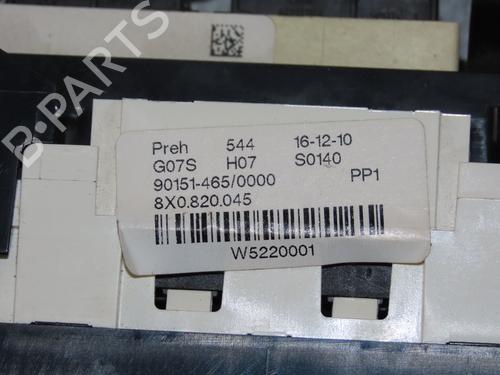 B-PARTS
Preh 544 16-12-10
G07S H07 S0140
90151-465/0000 PP1
8X0.820.045
W5220001